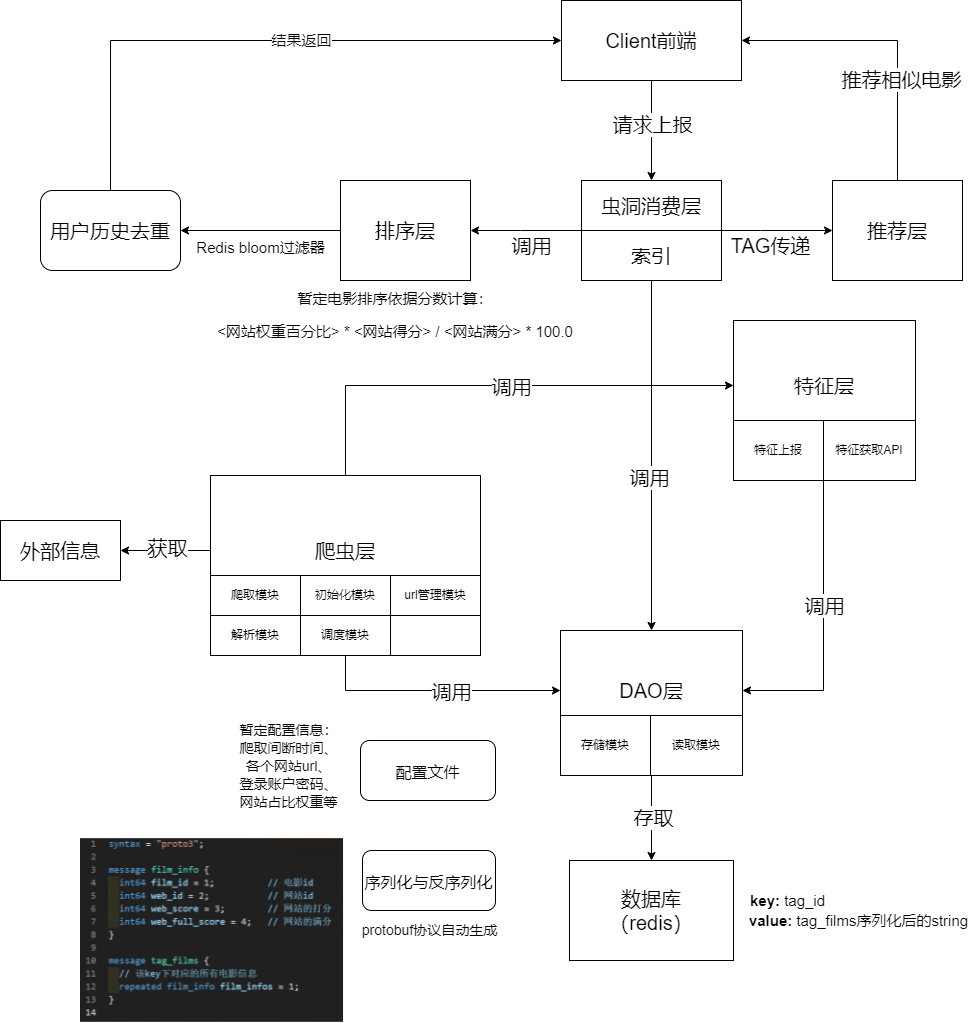 结果返回
Client前端
推荐相似电影
请求上报
用户历史去重
Redis bloom过滤器
排序层
调用
虫洞消费层
索引
TAG传递
推荐层
暂定电影排序依据分数计算：
<网站权重百分比> * <网站得分> / <网站满分> * 100.0
调用
特征层
特征上报
特征获取API
调用
外部信息
获取
爬虫层
爬取模块
初始化模块
url管理模块
解析模块
调度模块
调用
调用
DAO层
存储模块
读取模块
暂定配置信息：
爬取间断时间、
各个网站url、
登录账户密码、
网站占比权重等
配置文件
存取
序列化与反序列化
protobuf协议自动生成
数据库
（redis）
key: tag_id
value: tag_films序列化后的string
1 syntax = "proto3";
2
3 message film_info {
4 int64 film_id = 1; // 电影id
5 int64 web_id = 2; // 网站id
6 int64 web_score = 3; // 网站的打分
7 int64 web_full_score = 4; // 网站的满分
8 }
9
10 message tag_films {
11 // 该key下对应的所有电影信息
12 repeated film_info film_infos = 1;
13 }
14